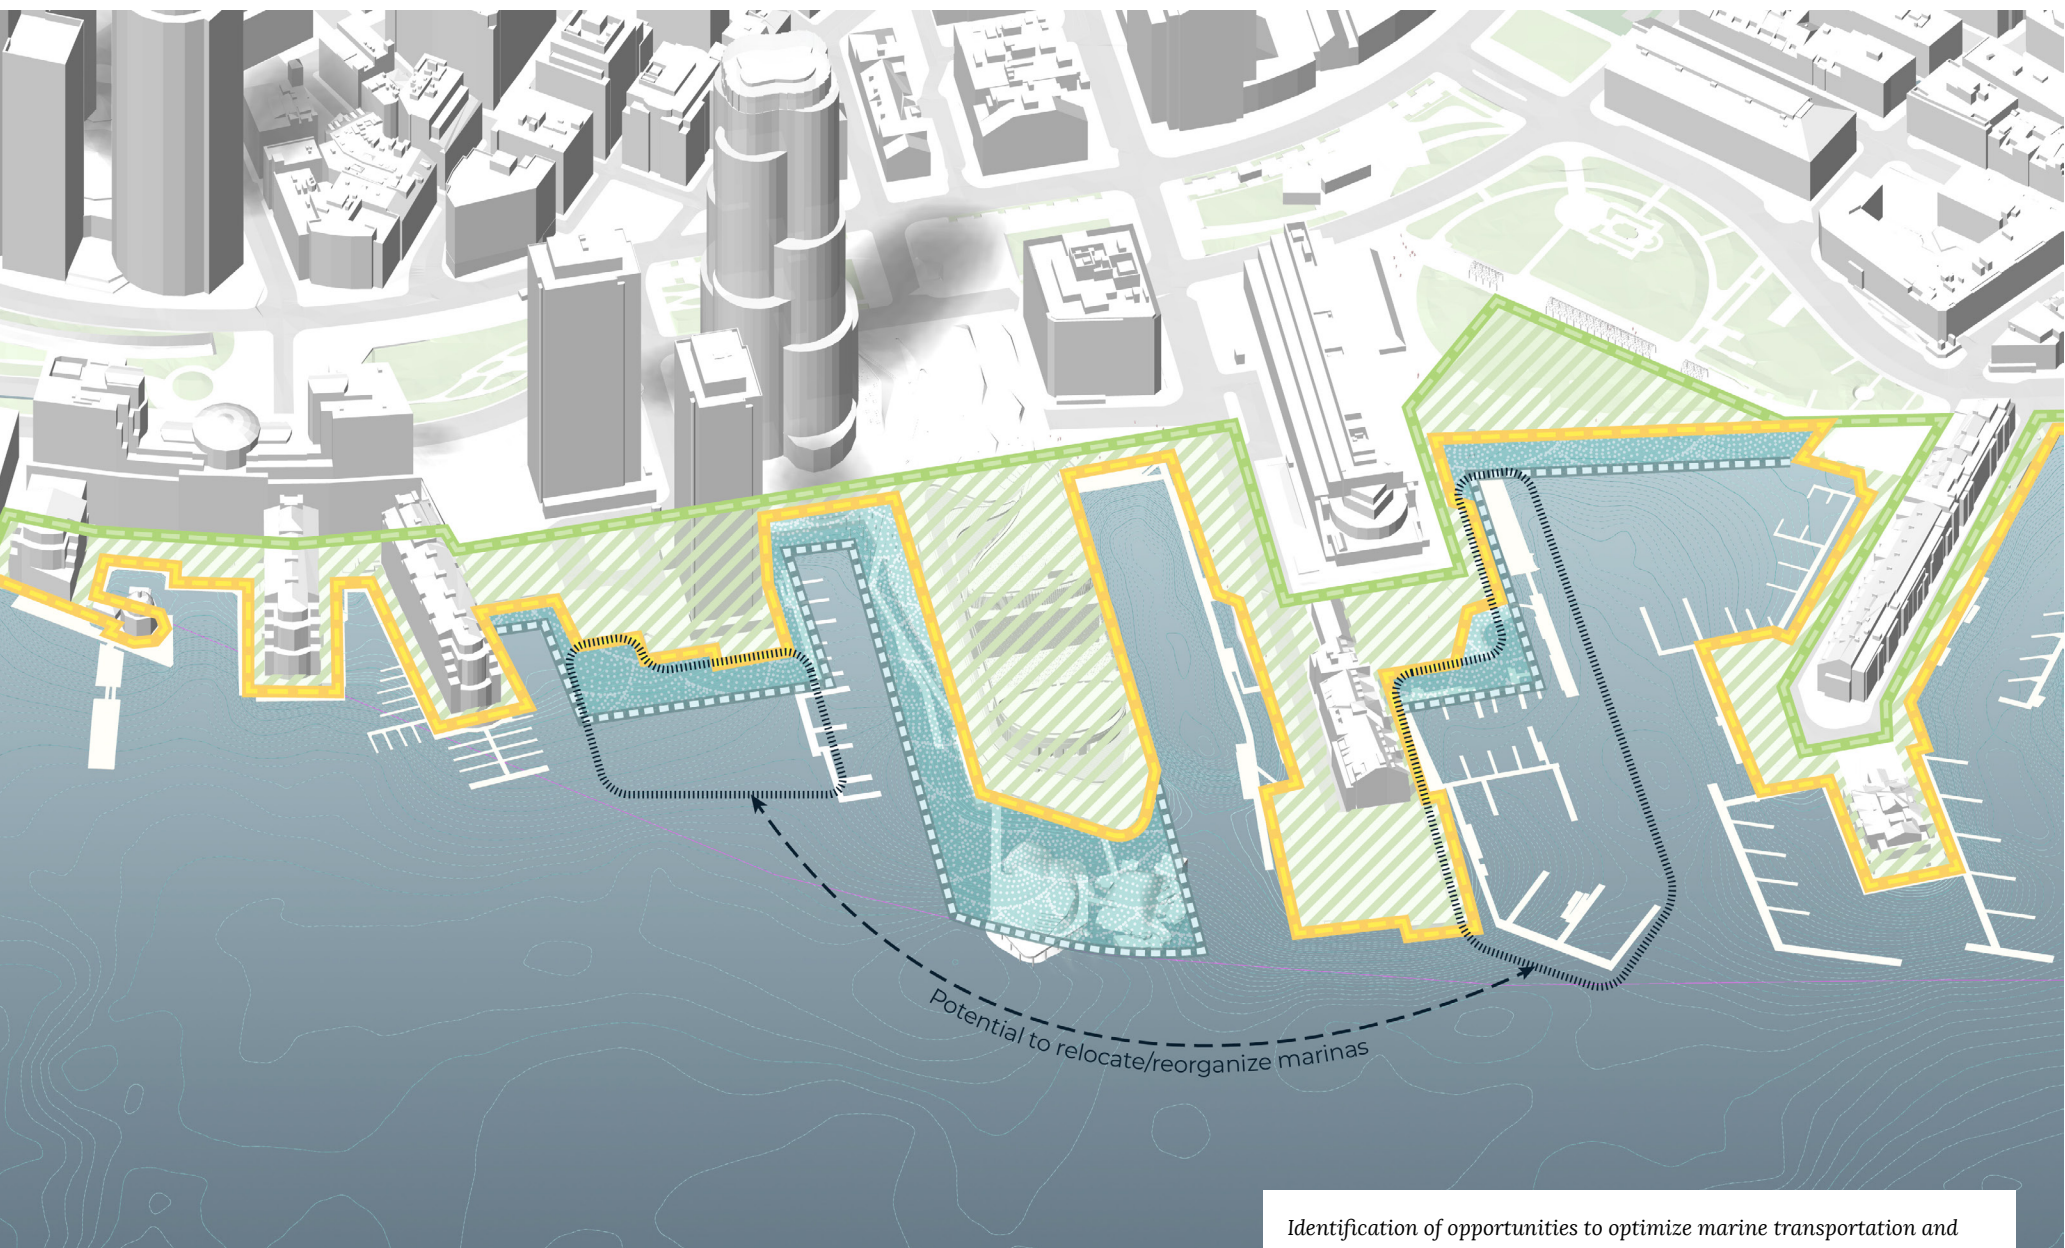 Potential to relocate/reorganize marinas
Identification of opportunities to optimize marine transportation and